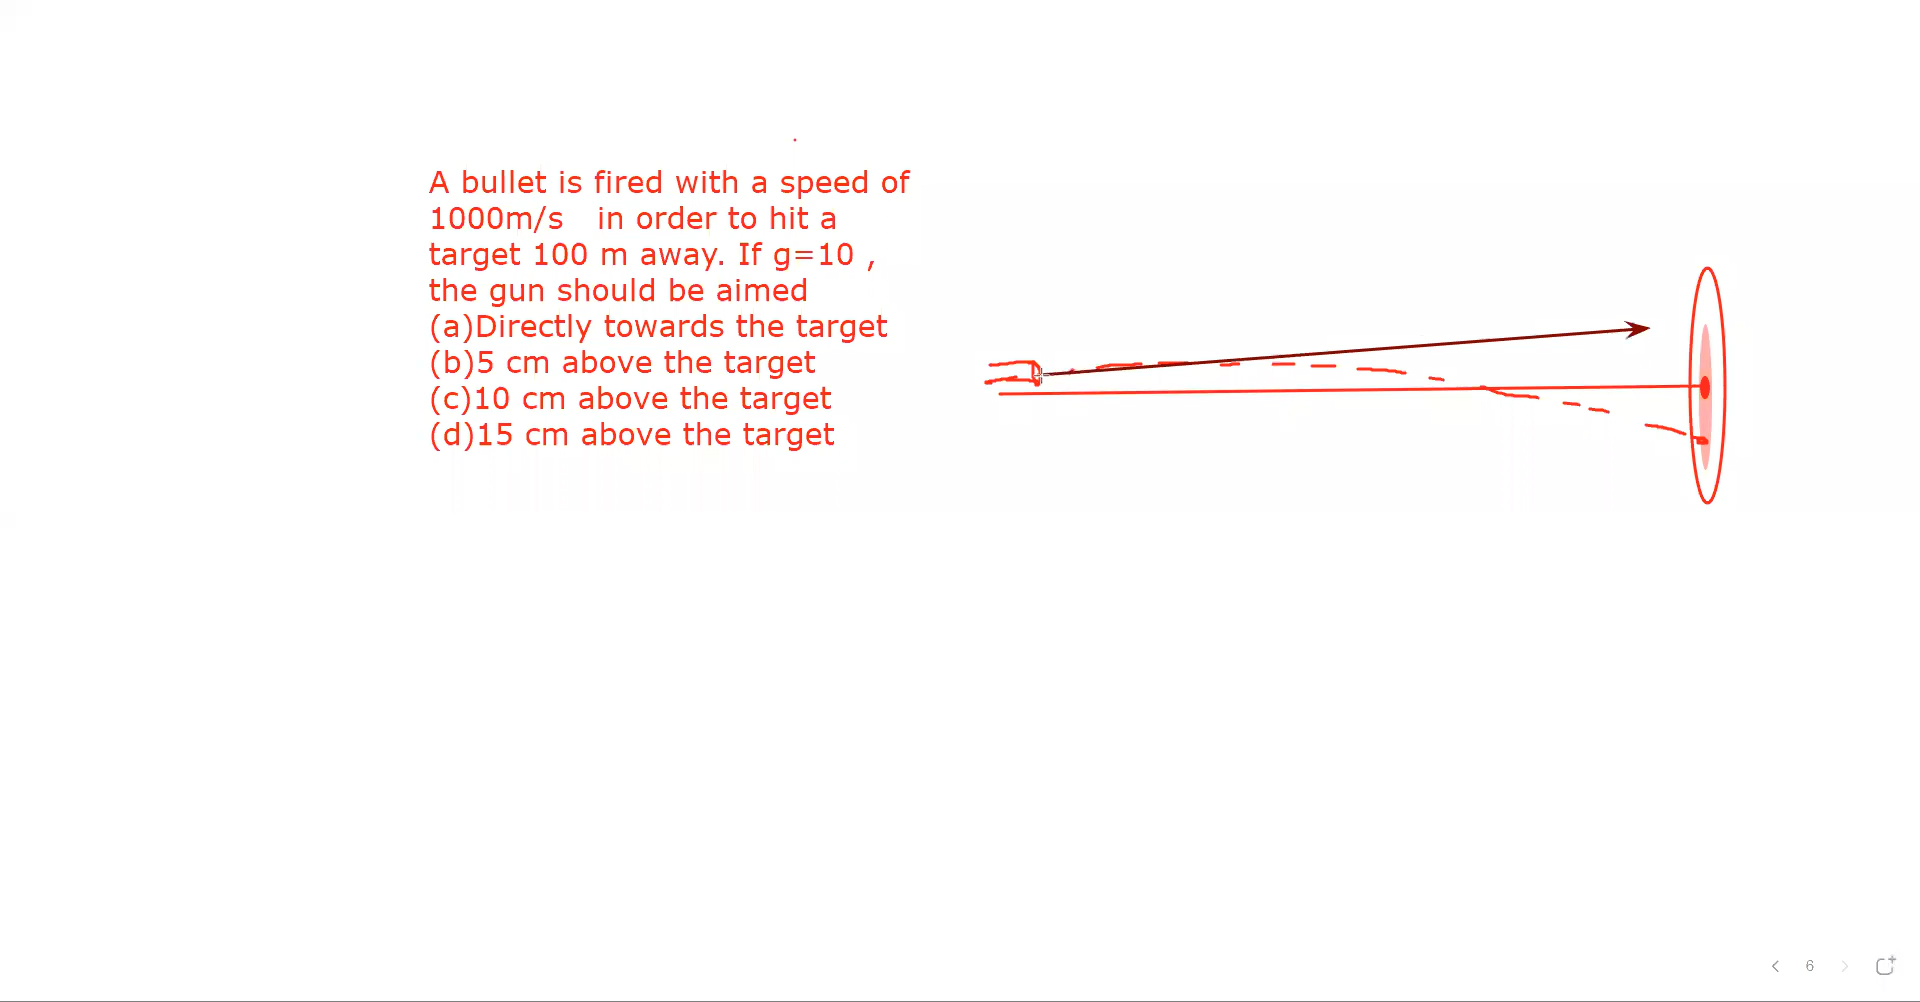 A bullet is fired with a speed of
1000m/s in order to hit a
target 100 m away. If g=10 ,
the gun should be aimed
(a)Directly towards the target
(b)5 cm above the target
(c)10 cm above the target
(d)15 cm above the target
6